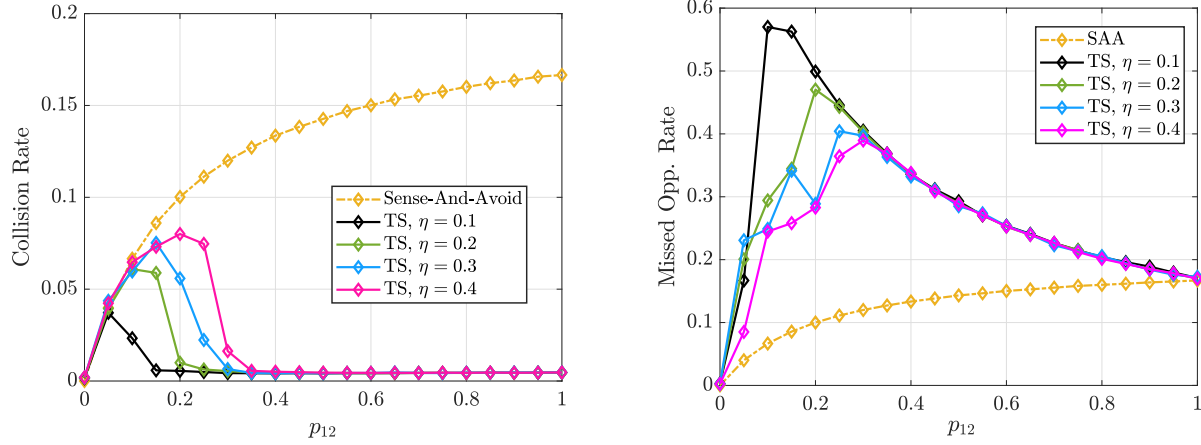 0.2
0.15
0.1
0.05
0
Collision Rate
Sense-And-Avoid
TS, η = 0.1
TS, η = 0.2
TS, η = 0.3
TS, η = 0.4
0 0.2 0.4 0.6 0.8 1
p₁₂
0.6
0.5
0.4
0.3
0.2
0.1
0
Missed Opp. Rate
SAA
TS, η = 0.1
TS, η = 0.2
TS, η = 0.3
TS, η = 0.4
0 0.2 0.4 0.6 0.8 1
p₁₂